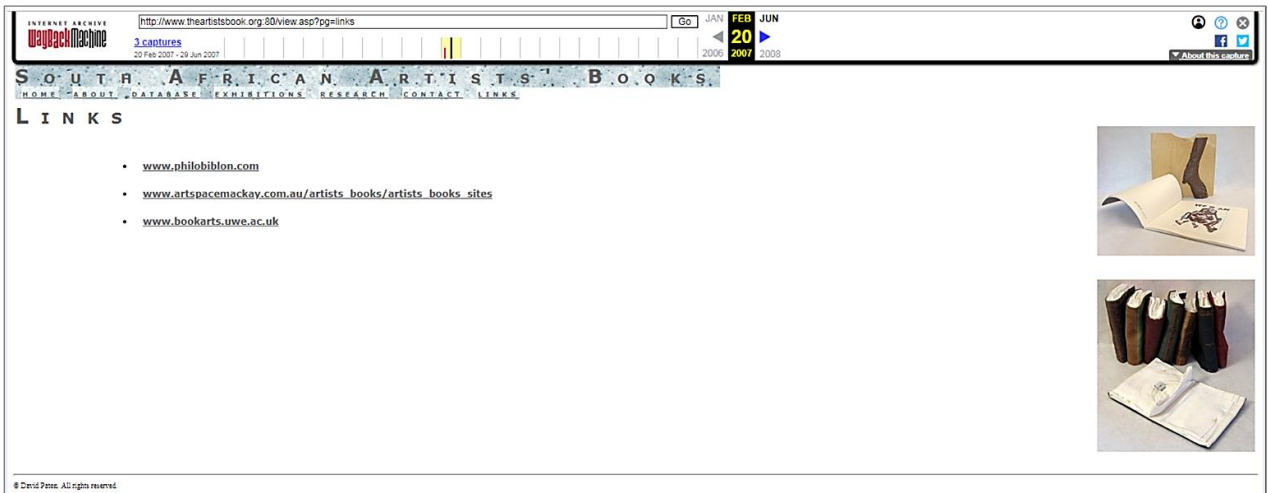 INTERNET ARCHIVE
WayBackMachine
http://www.theartistsbook.org:80/view.asp?pg=links
Go
JAN FEB JUN
3 captures
20
20 Feb 2007 - 29 Jun 2007
2006 2007 2008
About this capture
SOUTH AFRICAN ARTISTS' BOOKS
HOME ABOUT DATABASE EXHIBITIONS RESEARCH CONTACT LINKS
LINKS
• www.philobiblon.com
• www.artspacemackay.com.au/artists_books/artists_books_sites
• www.bookarts.uwe.ac.uk
© David Paton. All rights reserved.